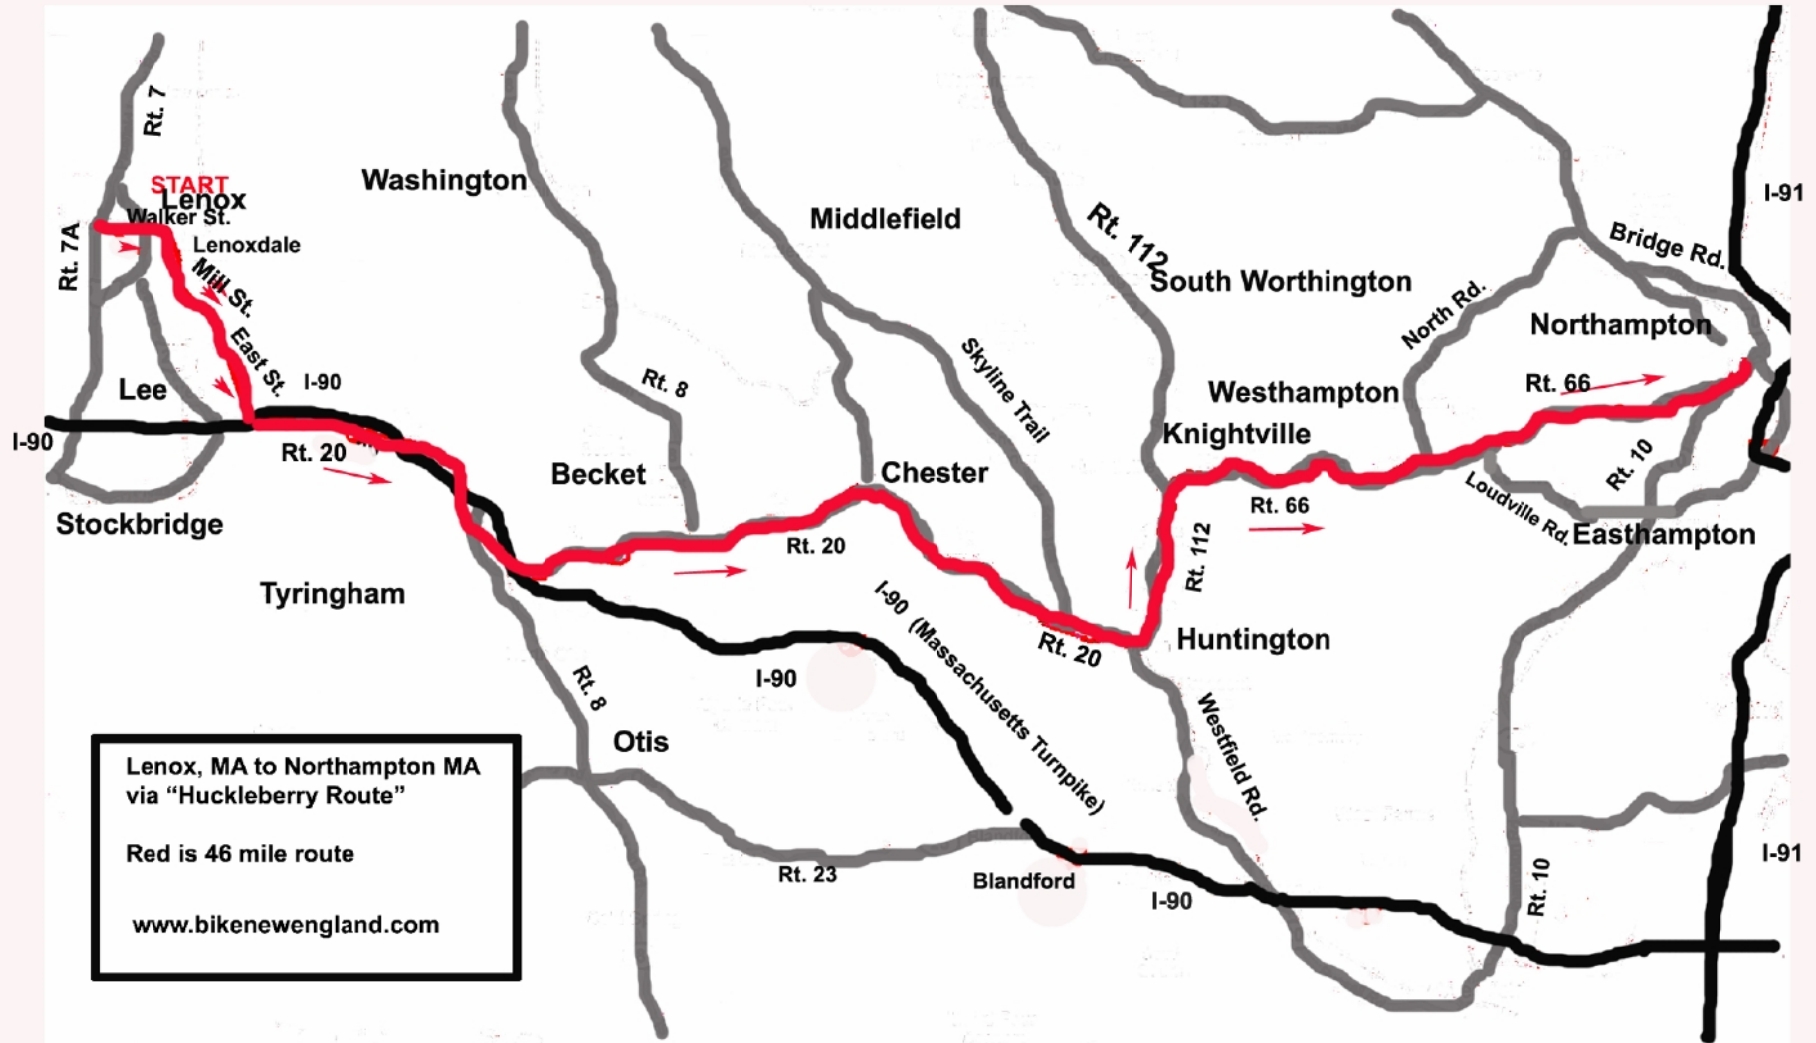 Rt. 7
START
Lenox
Walker St.
Lenoxdale
Rt. 7A
Mill St.
East St.
Lee
I-90
I-90
Rt. 20
Stockbridge
Tyringham
Washington
Rt. 8
Becket
Middlefield
Skyline Trail
Chester
Rt. 20
Rt. 112
South Worthington
North Rd.
Bridge Rd.
I-91
Northampton
Rt. 66
Westhampton
Knightville
Rt. 66
Rt. 10
Loudville Rd.
Easthampton
Rt. 112
Huntington
Rt. 20
I-90 (Massachusetts Turnpike)
I-90
Rt. 8
Otis
Westfield Rd.
Rt. 23
Blandford
I-90
Rt. 10
I-91
Lenox, MA to Northampton MA
via “Huckleberry Route”
Red is 46 mile route
www.bikenewengland.com